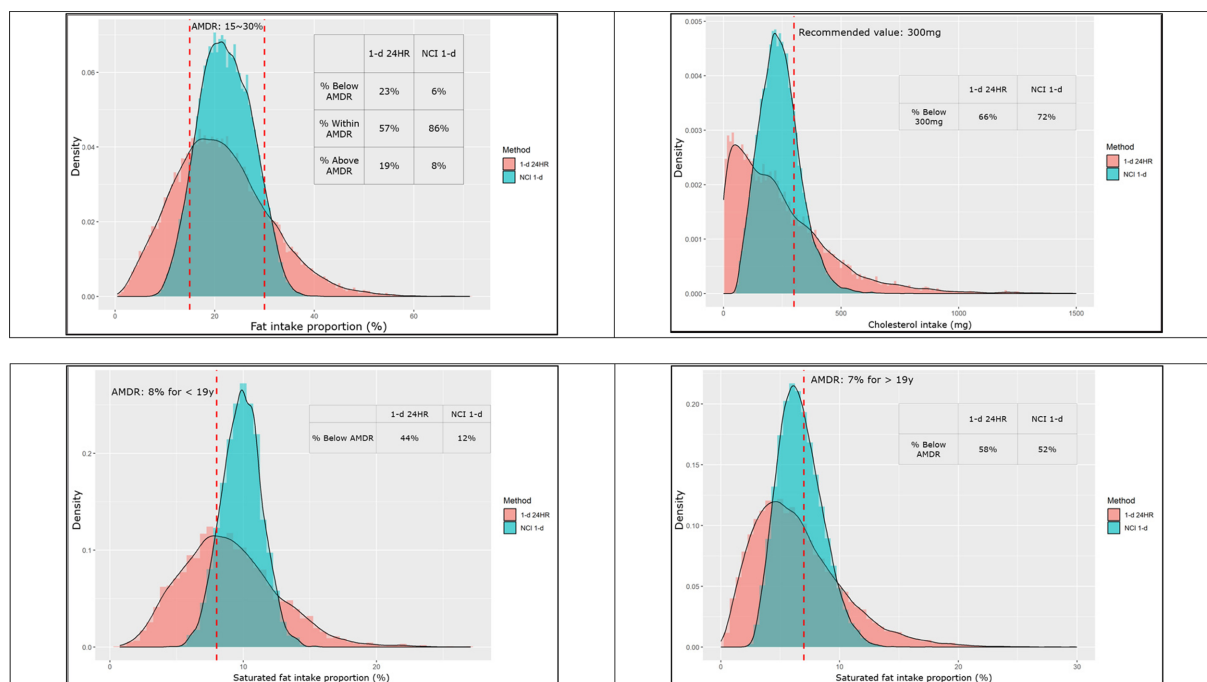 AMDR: 15~30%
1-d 24HR NCI 1-d
% Below AMDR 23% 6%
% Within AMDR 57% 86%
% Above AMDR 19% 8%
Density
0.06
0.04
0.02
0.00
0 20 40 60
Fat intake proportion (%)
Method
1-d 24HR
NCI 1-d
Recommended value: 300mg
1-d 24HR NCI 1-d
% Below 300mg 66% 72%
Density
0.005
0.004
0.003
0.002
0.001
0.000
0 500 1000 1500
Cholesterol intake (mg)
Method
1-d 24HR
NCI 1-d
AMDR: 8% for < 19y
1-d 24HR NCI 1-d
% Below AMDR 44% 12%
Density
0.2
0.1
0.0
0 10 20
Saturated fat intake proportion (%)
Method
1-d 24HR
NCI 1-d
AMDR: 7% for > 19y
1-d 24HR NCI 1-d
% Below AMDR 58% 52%
Density
0.20
0.15
0.10
0.05
0.00
0 10 20 30
Saturated fat intake proportion (%)
Method
1-d 24HR
NCI 1-d